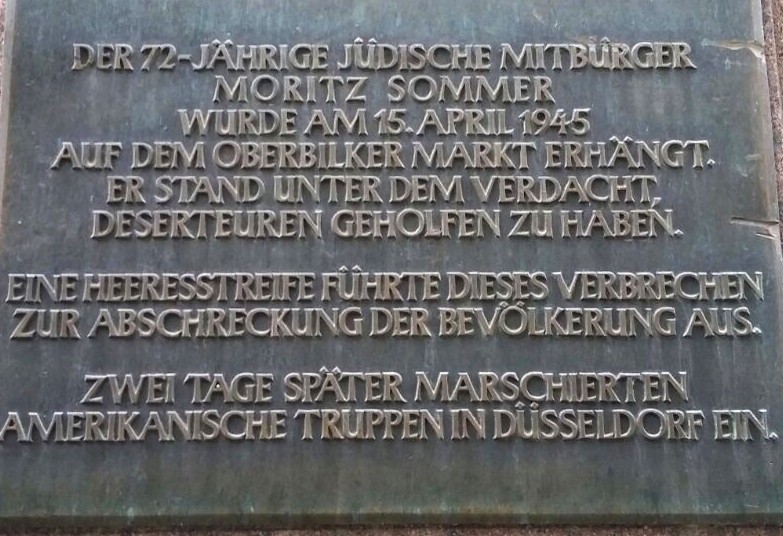 DER 72-JÄHRIGE JÜDISCHE MITBÜRGER
MORITZ SOMMER
WURDE AM 15. APRIL 1945
AUF DEM OBERBILKER MARKT ERHÄNGT.
ER STAND UNTER DEM VERDACHT,
DESERTEUREN GEHOLFEN ZU HABEN.
EINE HEERESSTREIFE FÜHRTE DIESES VERBRECHEN
ZUR ABSCHRECKUNG DER BEVÖLKERUNG AUS.
ZWEI TAGE SPÄTER MARSCHIERTEN
AMERIKANISCHE TRUPPEN IN DÜSSELDORF EIN.